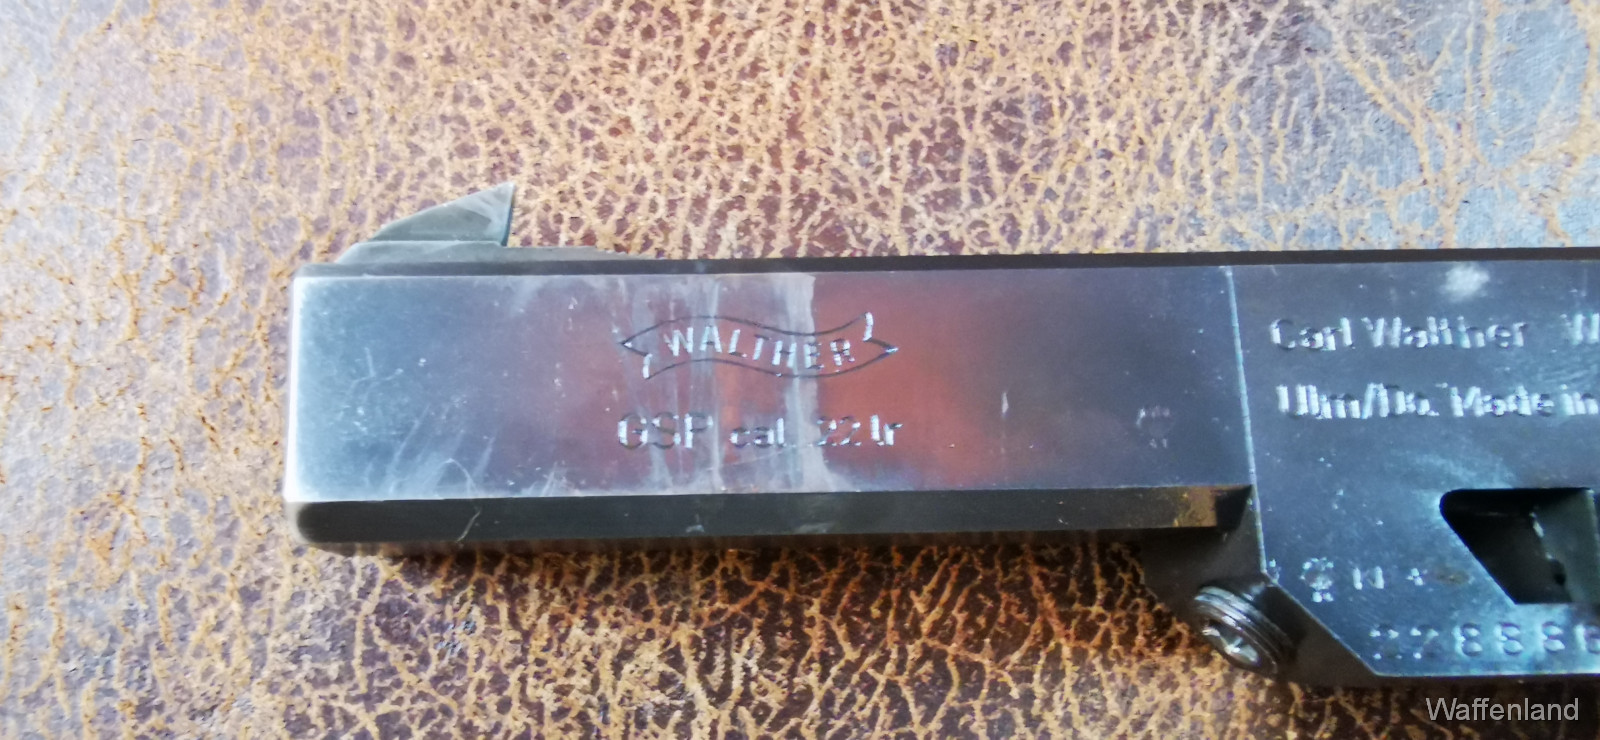 WALTHER
GSP cal. 22 lr
Carl Walther W
Ulm/Do. Made in
Waffenland